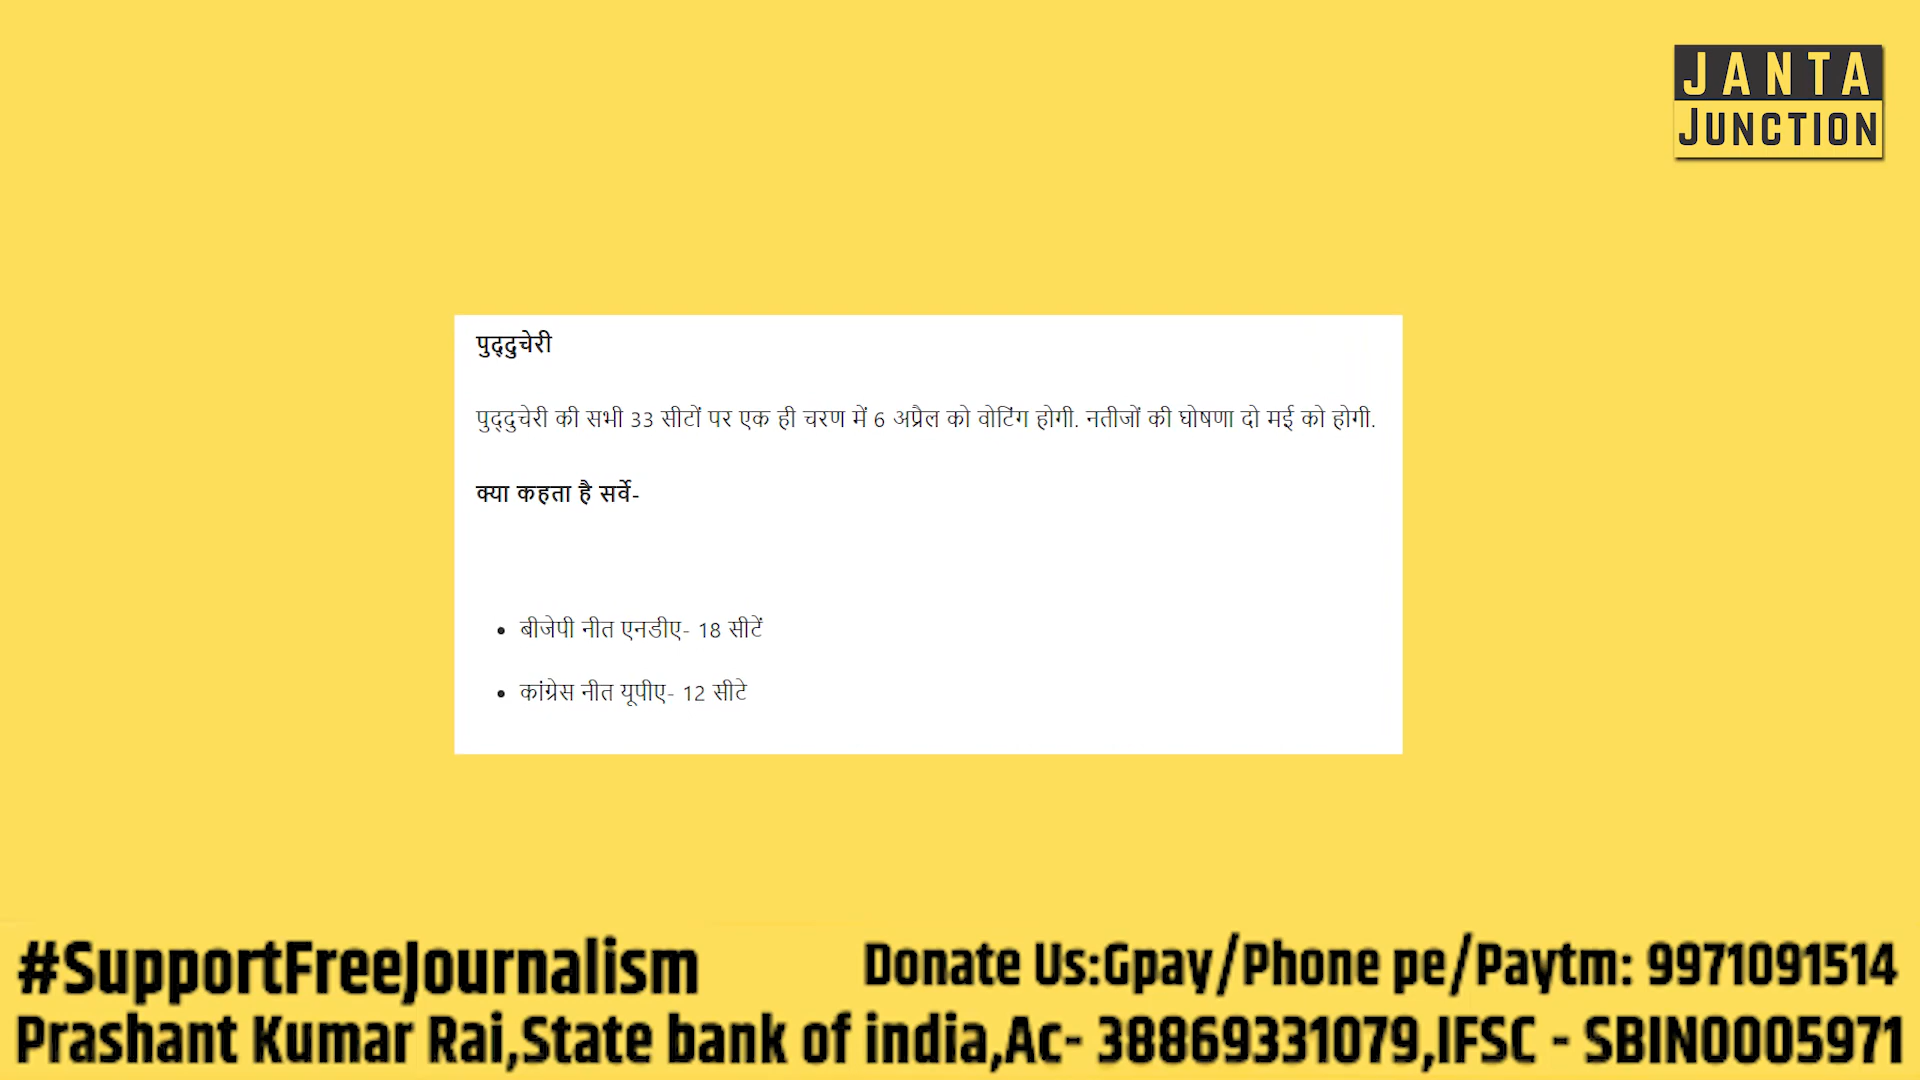 JANTA
JUNCTION
पुद्दुचेरी
पुद्दुचेरी की सभी 33 सीटों पर एक ही चरण में 6 अप्रैल को वोटिंग होगी. नतीजों की घोषणा दो मई को होगी.
क्या कहता है सर्वे-
• बीजेपी नीत एनडीए- 18 सीटें
• कांग्रेस नीत यूपीए- 12 सीटे
#SupportFreeJournalism
Donate Us:Gpay/Phone pe/Paytm: 9971091514
Prashant Kumar Rai,State bank of india,Ac- 38869331079,IFSC - SBIN0005971